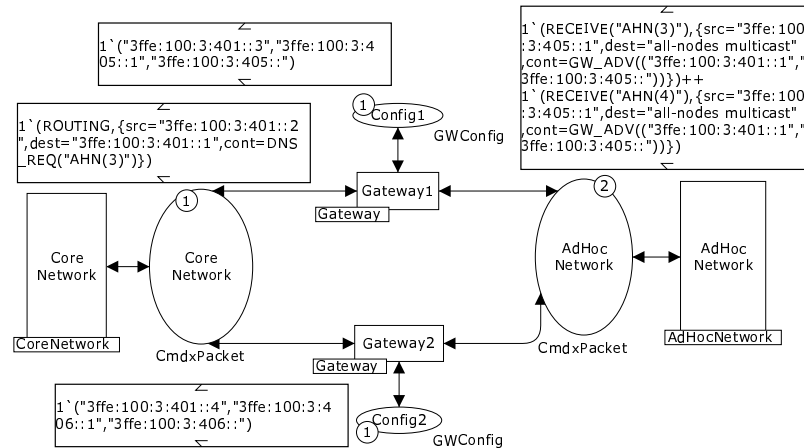 1`("3ffe:100:3:401::3","3ffe:100:3:4
05::1","3ffe:100:3:405::")
1`(RECEIVE("AHN(3)"),{src="3ffe:100
:3:405::1",dest="all-nodes multicast"
,cont=GW_ADV(("3ffe:100:3:401::1","
3ffe:100:3:405::"))})++
1`(RECEIVE("AHN(4)"),{src="3ffe:100
:3:405::1",dest="all-nodes multicast"
,cont=GW_ADV(("3ffe:100:3:401::1","
3ffe:100:3:405::"))})
1`(ROUTING,{src="3ffe:100:3:401::2
",dest="3ffe:100:3:401::1",cont=DNS
_REQ("AHN(3)")})
1
Config1
GWConfig
Gateway1
Gateway
1
2
Core
Network
CoreNetwork
Core
Network
CmdxPacket
AdHoc
Network
CmdxPacket
AdHoc
Network
AdHocNetwork
Gateway2
Gateway
1`("3ffe:100:3:401::4","3ffe:100:3:4
06::1","3ffe:100:3:406::")
Config2
1
GWConfig